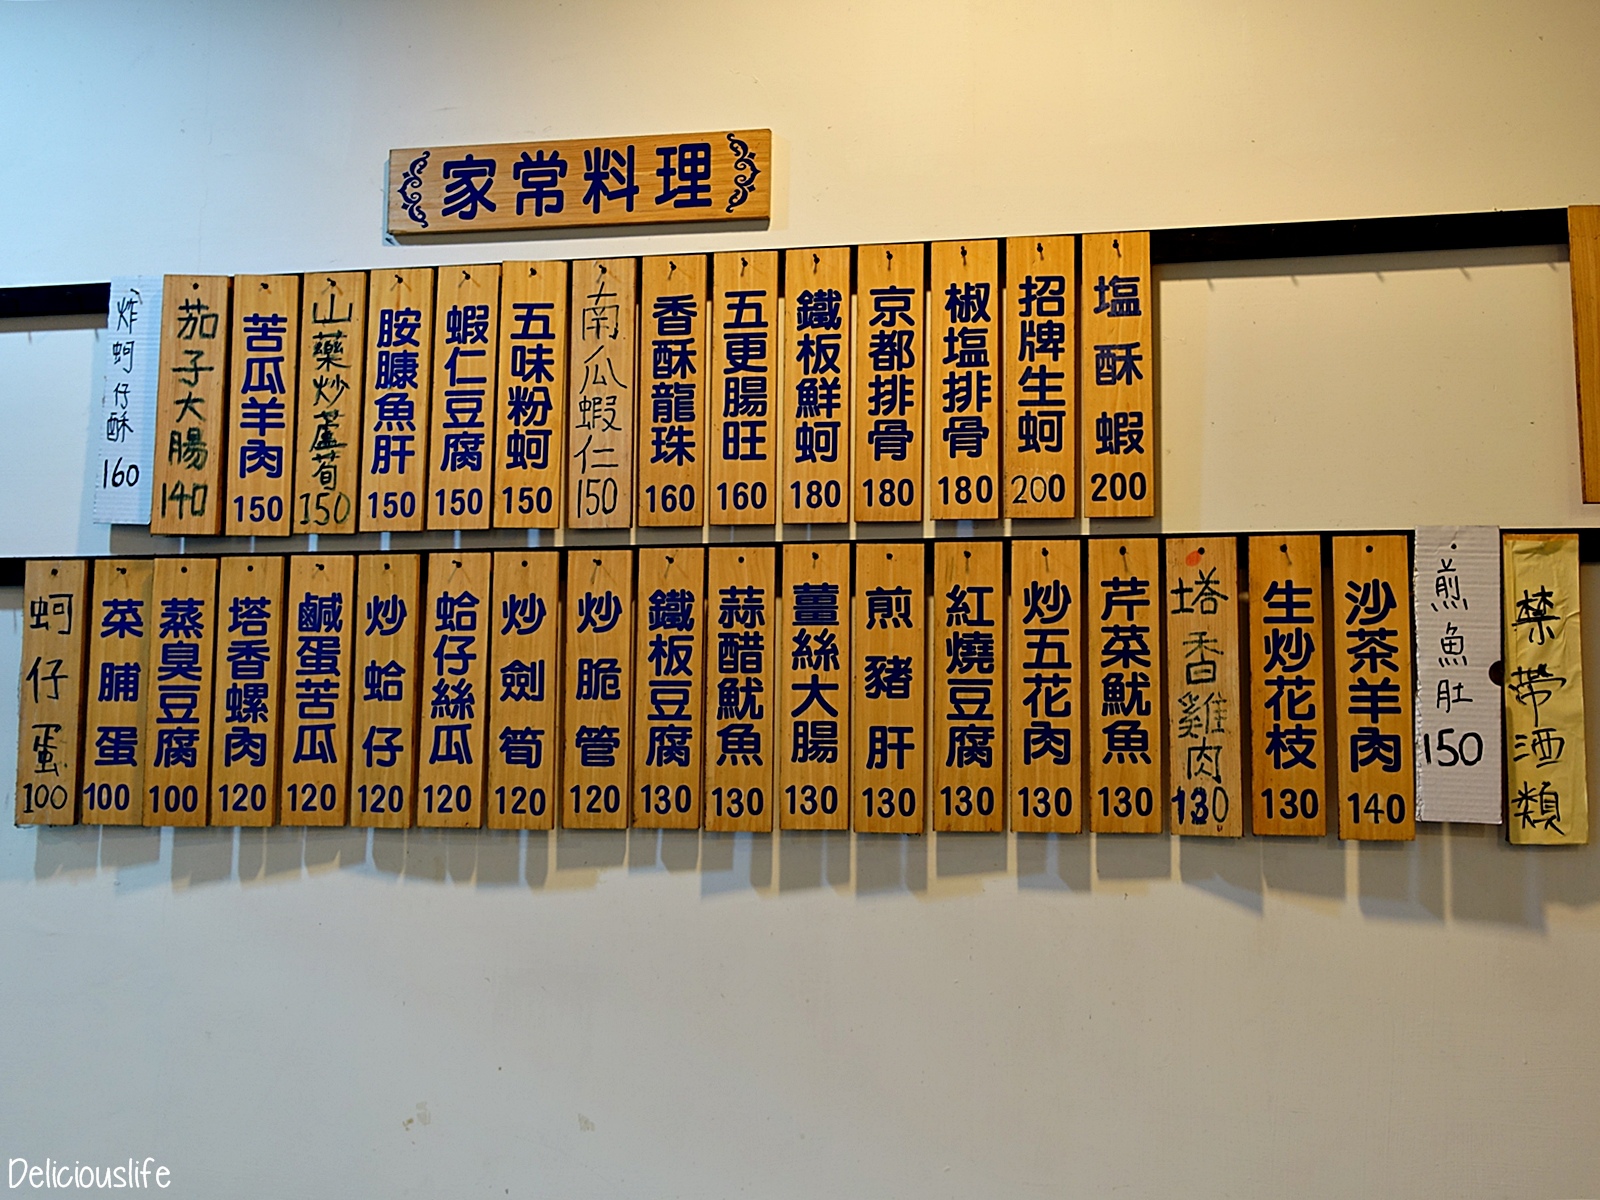 家常料理
炸蚵仔酥 160
茄子大腸 140
苦瓜羊肉 150
山藥炒蘆筍 150
胺䐧魚肝 150
蝦仁豆腐 150
五味粉蚵 150
南瓜蝦仁 150
香酥龍珠 160
五更腸旺 160
鐵板鮮蚵 180
京都排骨 180
椒塩排骨 180
招牌生蚵 200
塩酥蝦 200
蚵仔蛋 100
菜脯蛋 100
蒸臭豆腐 100
塔香螺肉 120
鹹蛋苦瓜 120
炒蛤仔 120
蛤仔絲瓜 120
炒劍筍 120
炒脆管 120
鐵板豆腐 130
蒜醋魷魚 130
薑絲大腸 130
煎豬肝 130
紅燒豆腐 130
炒五花肉 130
芹菜魷魚 130
塔香雞肉 130
生炒花枝 130
沙茶羊肉 140
煎魚肚 150
禁帶酒類
Deliciouslife